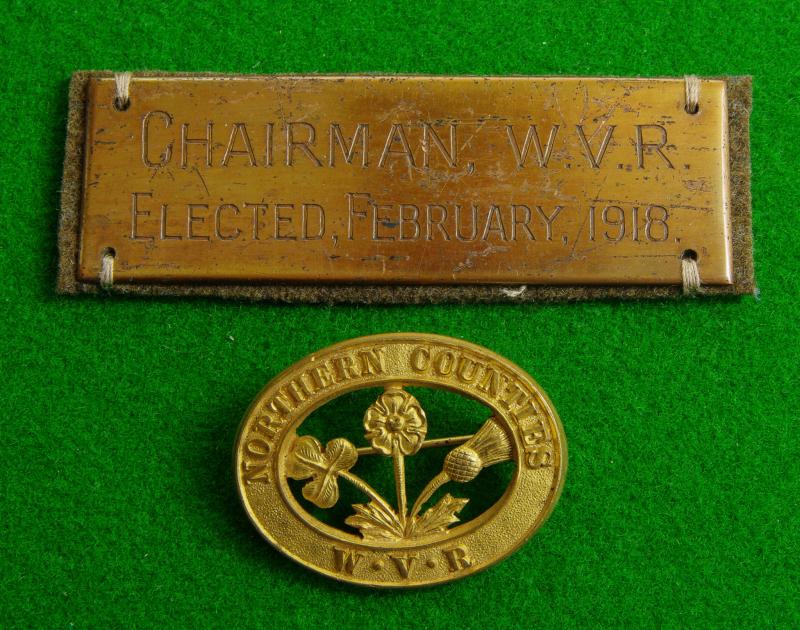 CHAIRMAN, W.V.R.
ELECTED, FEBRUARY, 1918.
NORTHERN COUNTIES
W·V·R